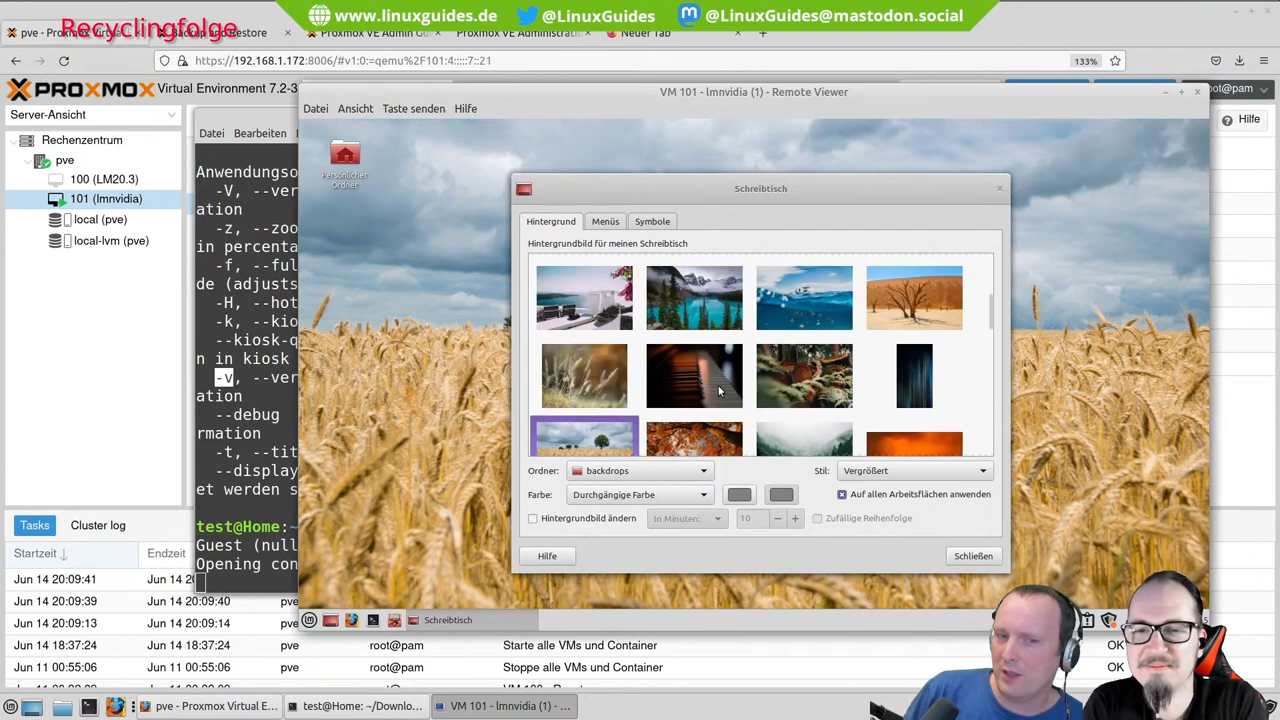 www.linuxguides.de
@LinuxGuides
@LinuxGuides@mastodon.social
Recyclingfolge
pve - Proxmox Virtual
Backup and Restore
Proxmox VE Admin
Proxmox VE Administra
Neuer Tab
https://192.168.1.172:8006/#v1:0:=qemu%2F101:4:::::7::21
133%
PROXMOX
Virtual Environment 7.2-3
root@pam
Server-Ansicht
Hilfe
Rechenzentrum
pve
100 (LM20.3)
101 (lmnvidia)
local (pve)
local-lvm (pve)
Datei Bearbeiten
Anwendungso
-V, --ver
ation
-z, --zoo
in percenta
-f, --ful
de (adjusts
-H, --hot
-k, --kios
--kiosk-q
n in kiosk
-v, --ver
ation
--debug
rmation
-t, --tit
--display
et werden s
test@Home:~
Guest (null
Opening con
VM 101 - lmnvidia (1) - Remote Viewer
Datei Ansicht Taste senden Hilfe
Persönlicher
Ordner
Schreibtisch
Hintergrund Menüs Symbole
Hintergrundbild für meinen Schreibtisch
Ordner: backdrops
Stil: Vergrößert
Farbe: Durchgängige Farbe
Auf allen Arbeitsflächen anwenden
Hintergrundbild ändern In Minuten: 10 Zufällige Reihenfolge
Hilfe
Schließen
Schreibtisch
Tasks Cluster log
Startzeit Endzeit
Jun 14 20:09:41 Jun 14 20:
Jun 14 20:09:39 Jun 14 20:09:40 pve
Jun 14 20:09:13 Jun 14 20:09:14 pve
Jun 14 18:37:24 Jun 14 18:37:24 pve root@pam Starte alle VMs und Container OK
Jun 11 00:55:06 Jun 11 00:55:06 pve root@pam Stoppe alle VMs und Container OK
pve - Proxmox Virtual E...
test@Home: ~/Downlo...
VM 101 - lmnvidia (1) - ...